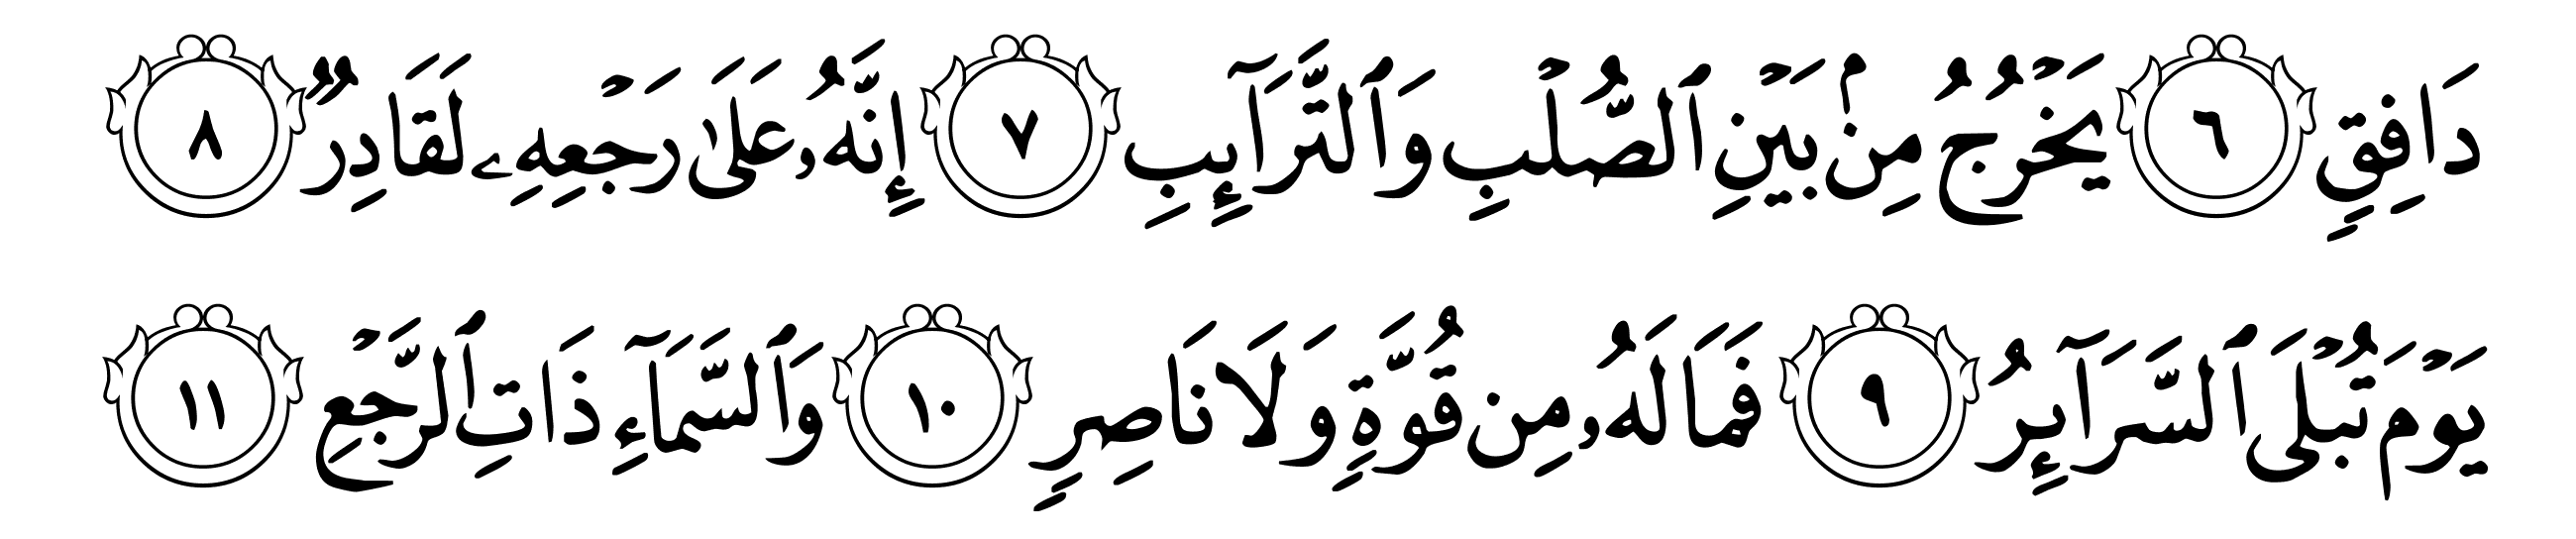 دَافِقٍ ٦ يَخْرُجُ مِنۢ بَيْنِ ٱلصُّلْبِ وَٱلتَّرَآئِبِ ٧ إِنَّهُۥ عَلَىٰ رَجْعِهِۦ لَقَادِرٌ ٨
يَوْمَ تُبْلَى ٱلسَّرَآئِرُ ٩ فَمَا لَهُۥ مِن قُوَّةٍ وَلَا نَاصِرٍ ١٠ وَٱلسَّمَآءِ ذَاتِ ٱلرَّجْعِ ١١